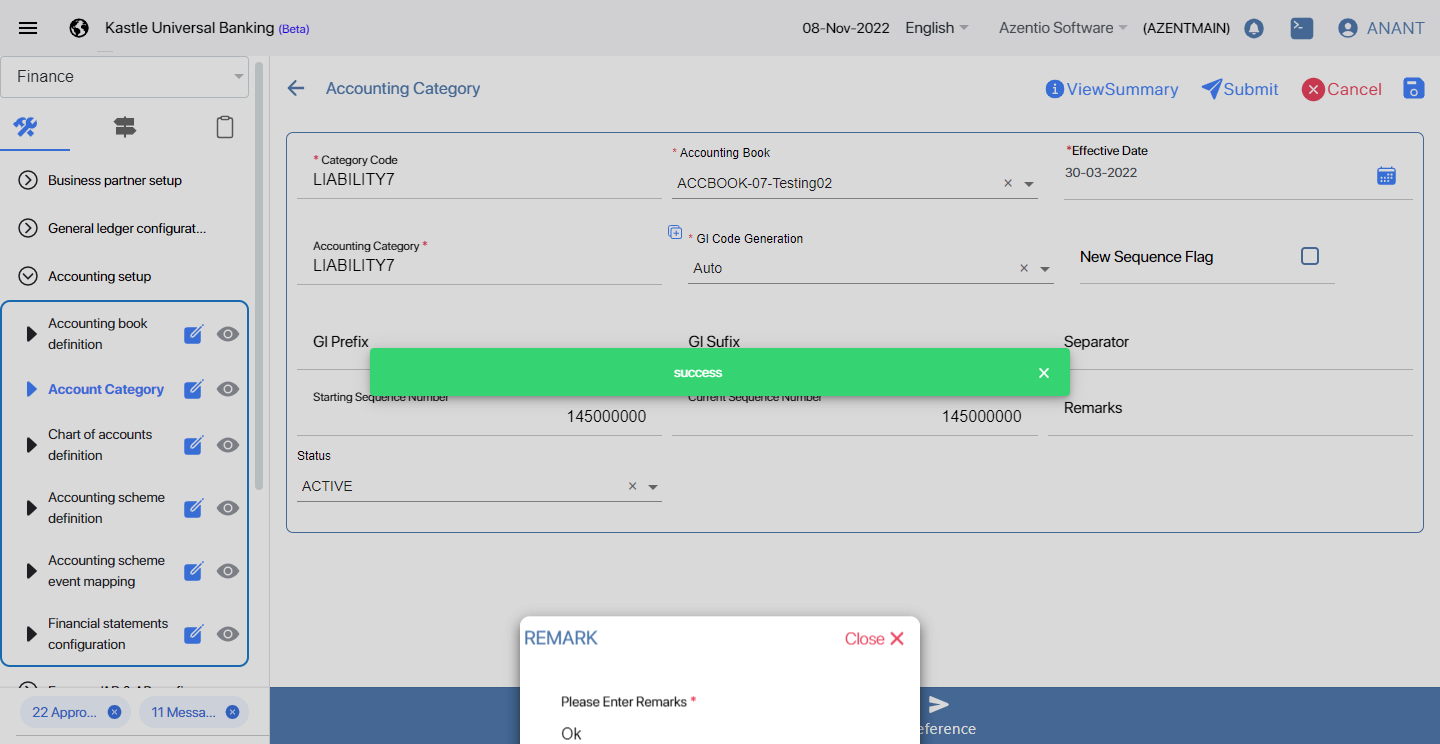 Kastle Universal Banking (Beta)
08-Nov-2022 English Azentio Software (AZENTMAIN) ANANT
Finance
Business partner setup
General ledger configurat...
Accounting setup
Accounting book
definition
Account Category
Chart of accounts
definition
Accounting scheme
definition
Accounting scheme
event mapping
Financial statements
configuration
22 Appro...
11 Messa...
Accounting Category
ViewSummary Submit Cancel
* Category Code
LIABILITY7
* Accounting Book
ACCBOOK-07-Testing02
*Effective Date
30-03-2022
Accounting Category *
LIABILITY7
* GI Code Generation
Auto
New Sequence Flag
GI Prefix
GI Sufix
Separator
success
Starting Sequence Number
145000000
Current Sequence Number
145000000
Remarks
Status
ACTIVE
REMARK
Close
Please Enter Remarks *
Ok
eference